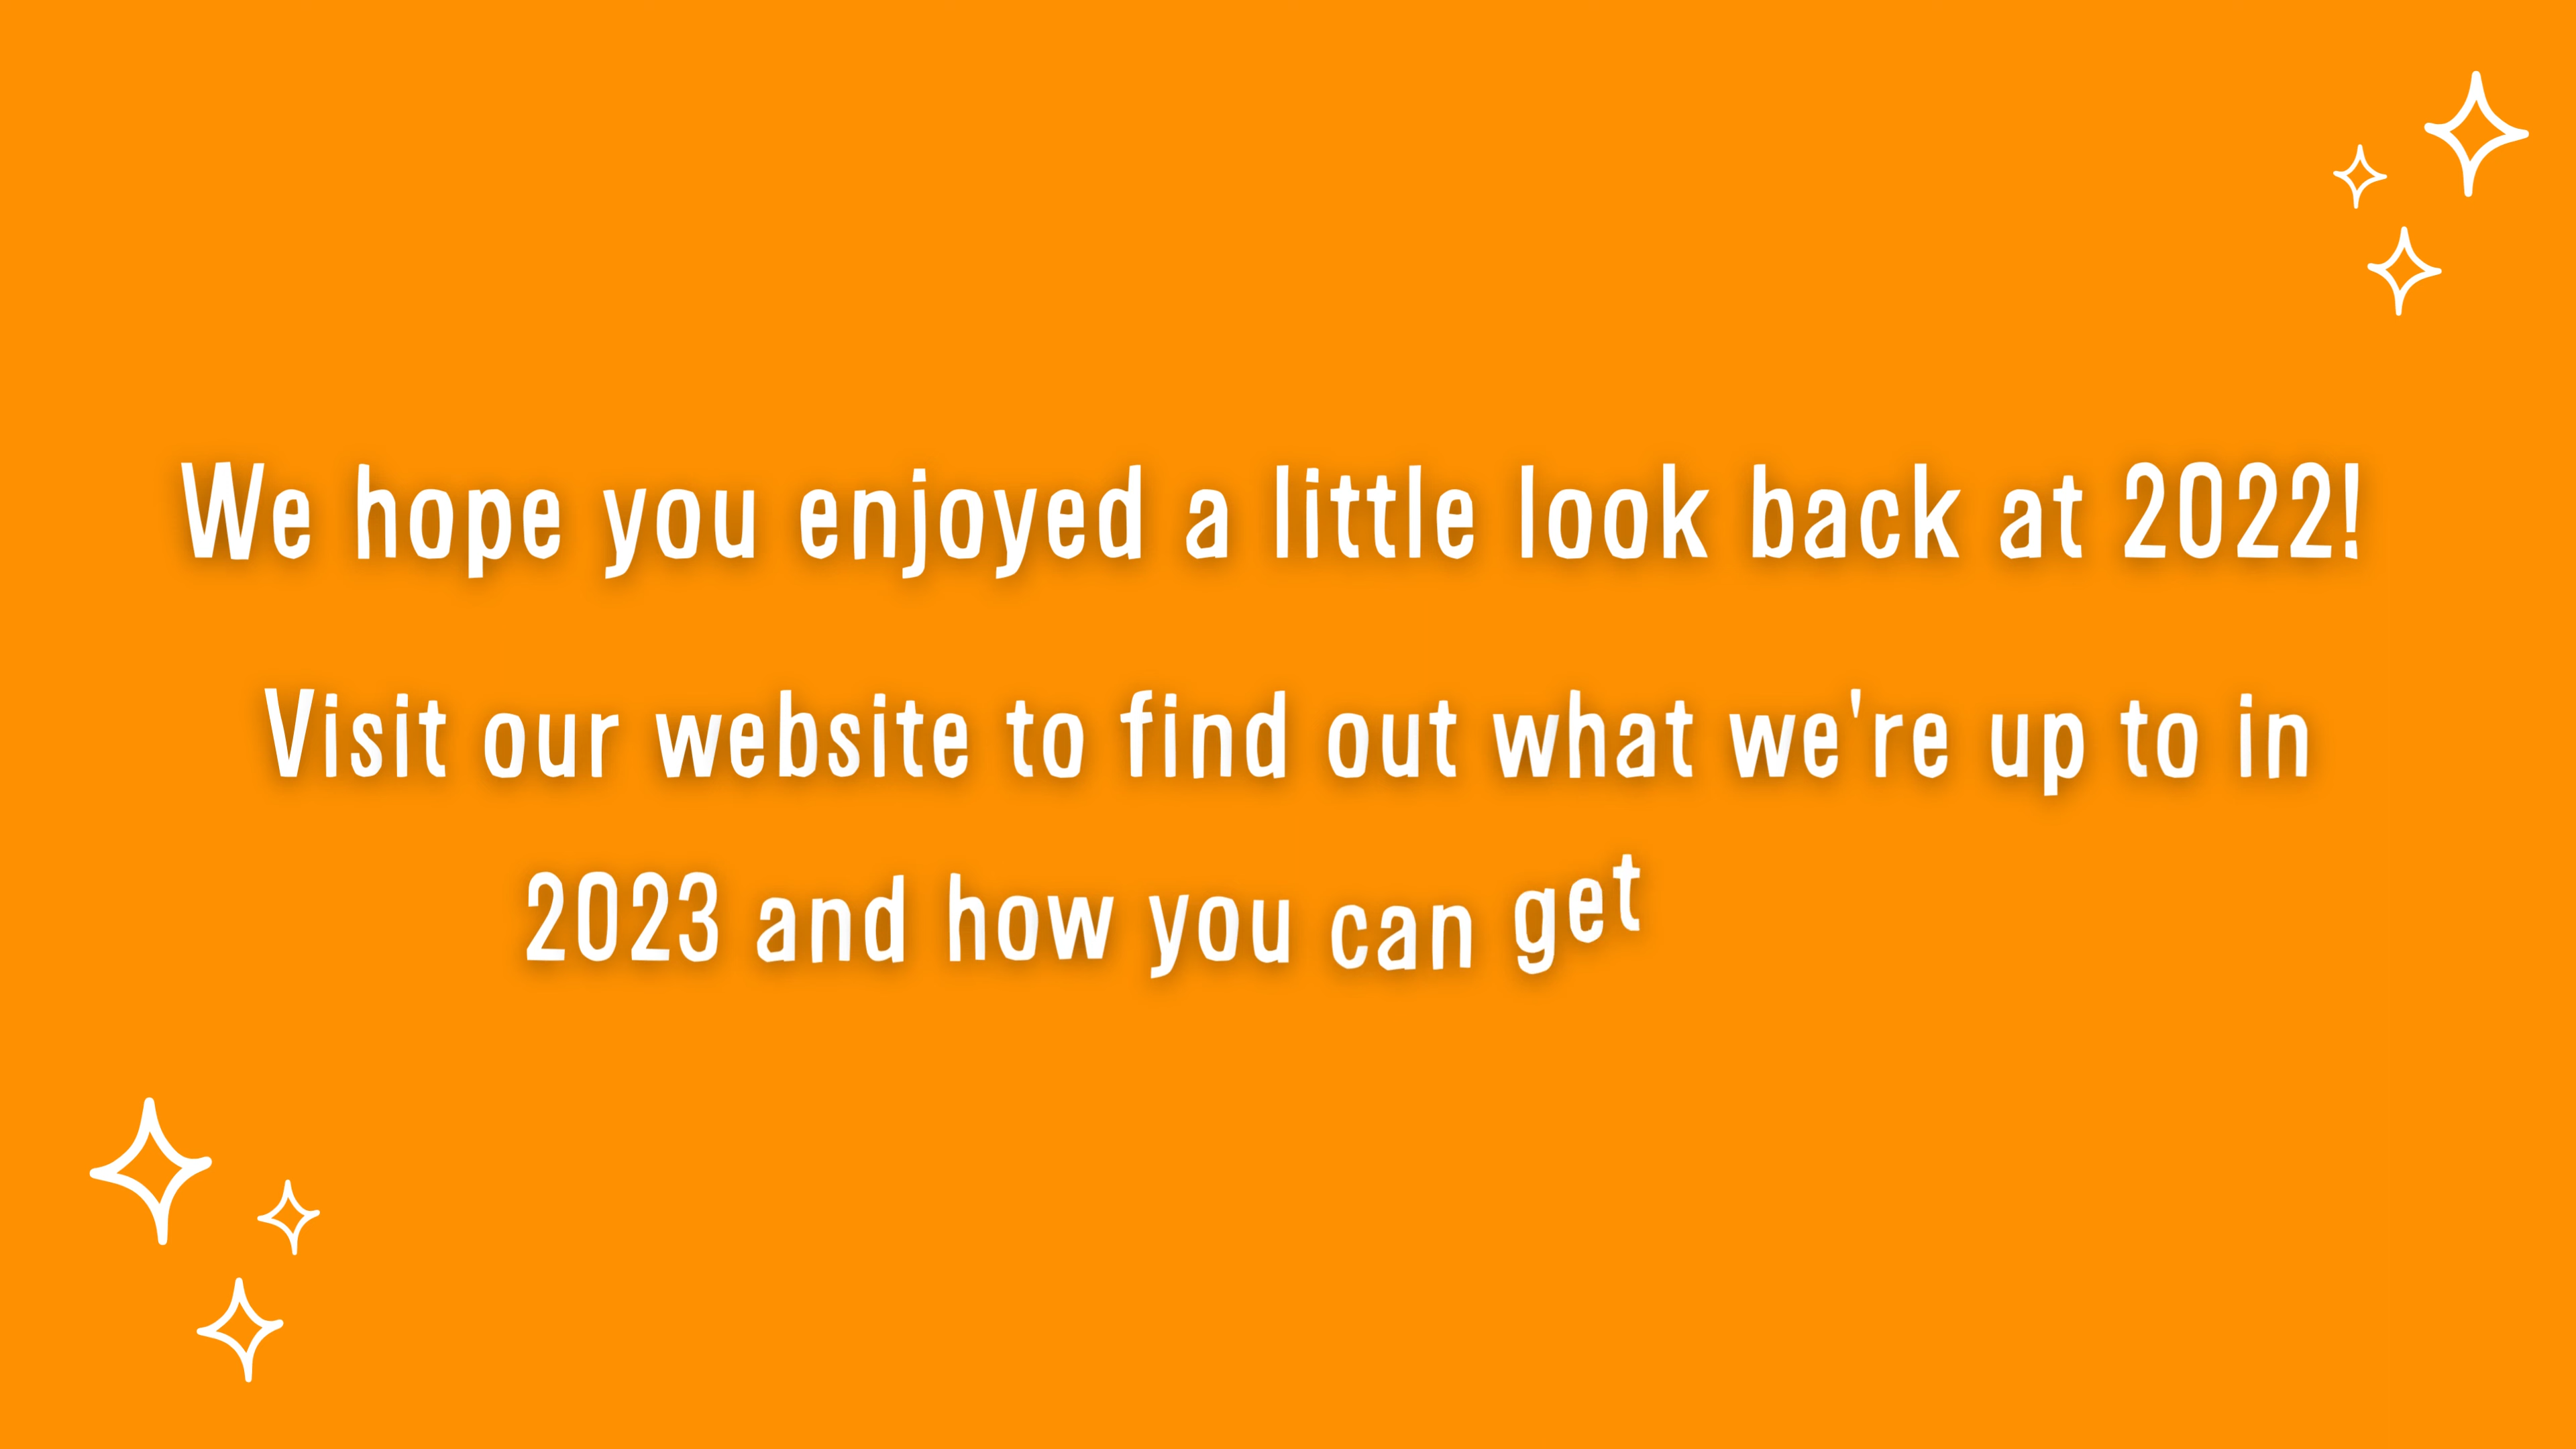 We hope you enjoyed a little look back at 2022!
Visit our website to find out what we're up to in
2023 and how you can get